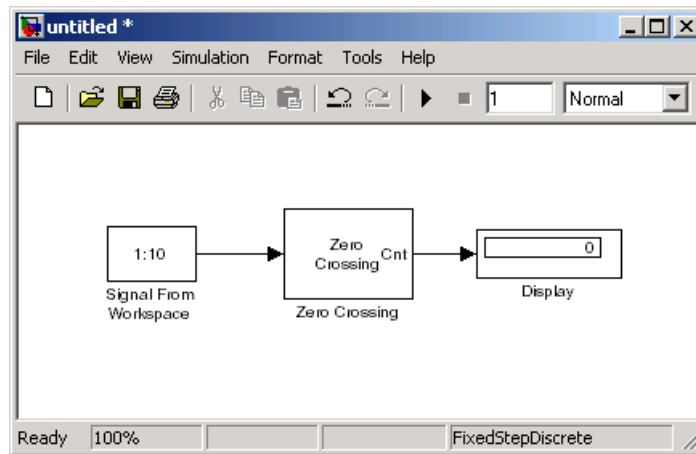 untitled *
File Edit View Simulation Format Tools Help
1 Normal
1:10
Signal From
Workspace
Zero
Crossing
Cnt
Zero Crossing
0
Display
Ready 100% FixedStepDiscrete